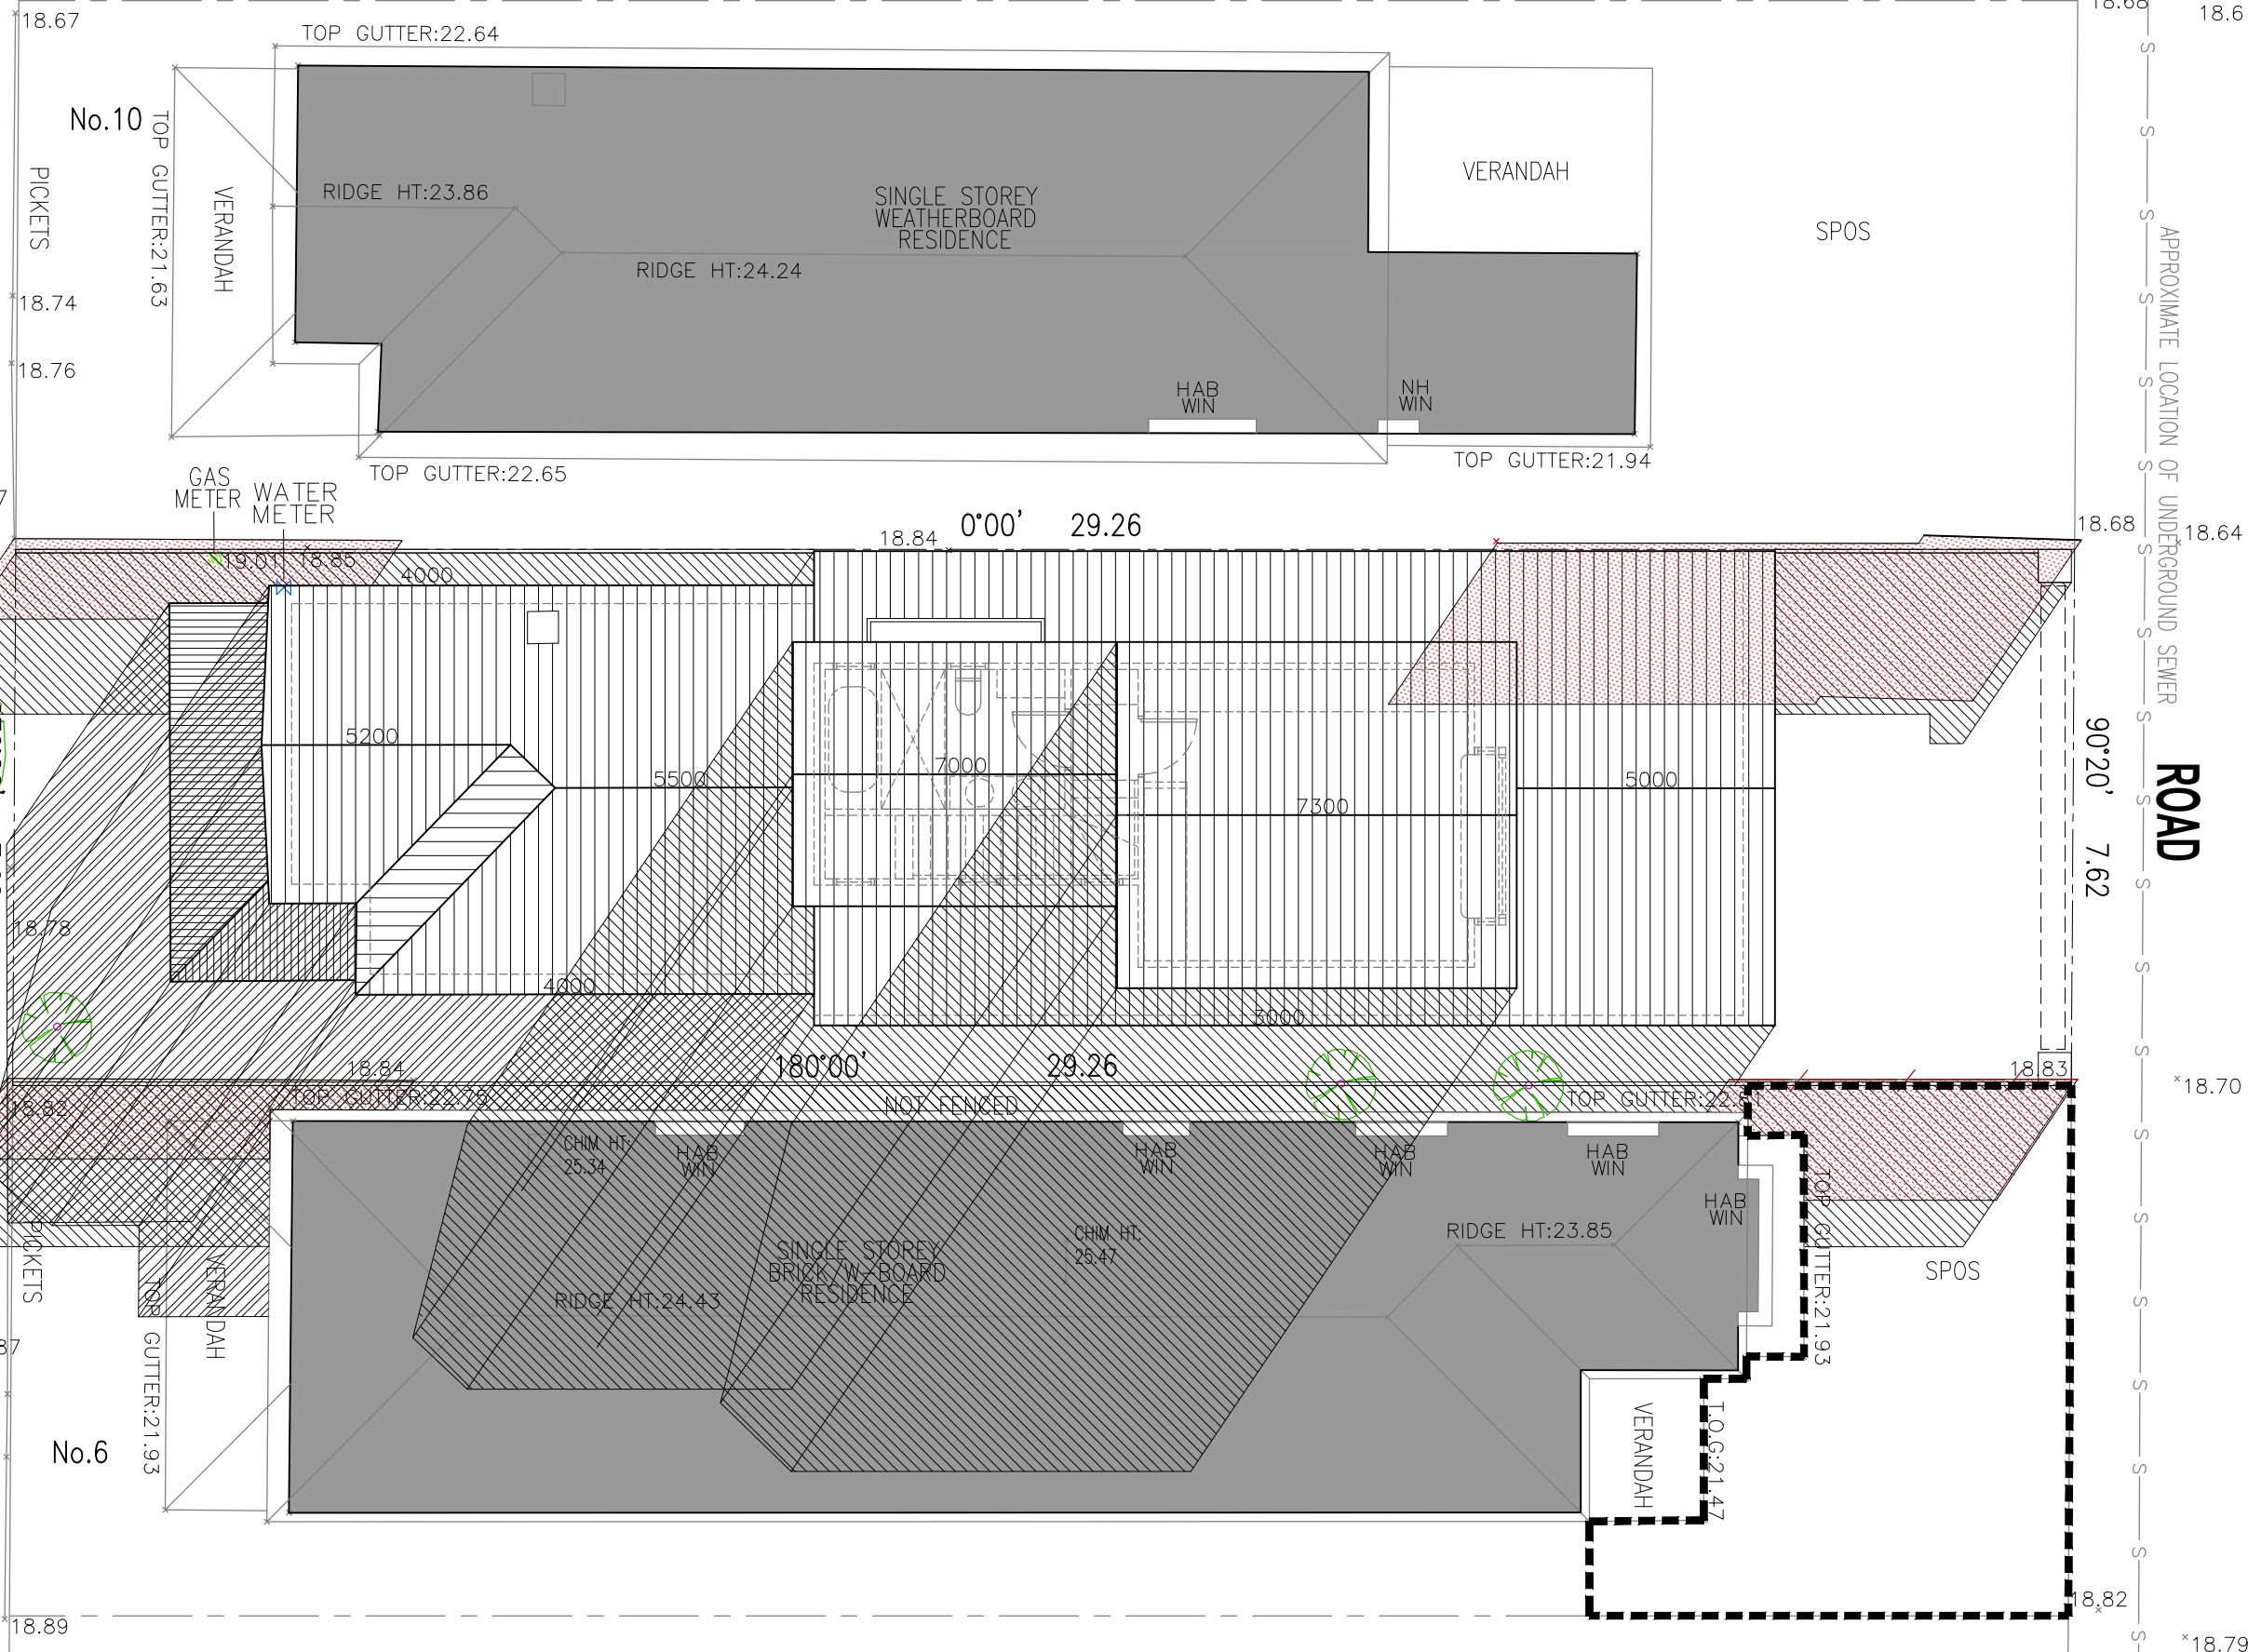 18.67
18.68
18.6
TOP GUTTER:22.64
No.10
PICKETS
TOP GUTTER:21.63
VERANDAH
RIDGE HT:23.86
SINGLE STOREY
WEATHERBOARD
RESIDENCE
RIDGE HT:24.24
VERANDAH
SPOS
18.74
18.76
HAB
WIN
NH
WIN
TOP GUTTER:22.65
TOP GUTTER:21.94
GAS
METER
WATER
METER
APPROXIMATE LOCATION OF UNDERGROUND SEWER
S S S S S S S S S S S S S S S S S S S S
18.84
0°00' 29.26
18.68
18.64
19.01
18.85
4000
5200
5500
7000
7300
5000
90°20' 7.62
ROAD
18.78
4000
3000
18.84
180°00' 29.26
18.83
18.70
18.82
TOP GUTTER:22.75
NOT FENCED
TOP GUTTER:22.8
CHIM HT:
25.34
HAB
WIN
HAB
WIN
HAB
WIN
HAB
WIN
HAB
WIN
PICKETS
VERANDAH
TOP GUTTER:21.93
SINGLE STOREY
BRICK/W-BOARD
RESIDENCE
CHIM HT:
25.47
RIDGE HT:23.85
RIDGE HT:24.43
TOP GUTTER:21.93
SPOS
87
No.6
VERANDAH
T.O.G:21.47
18.82
18.89
18.79